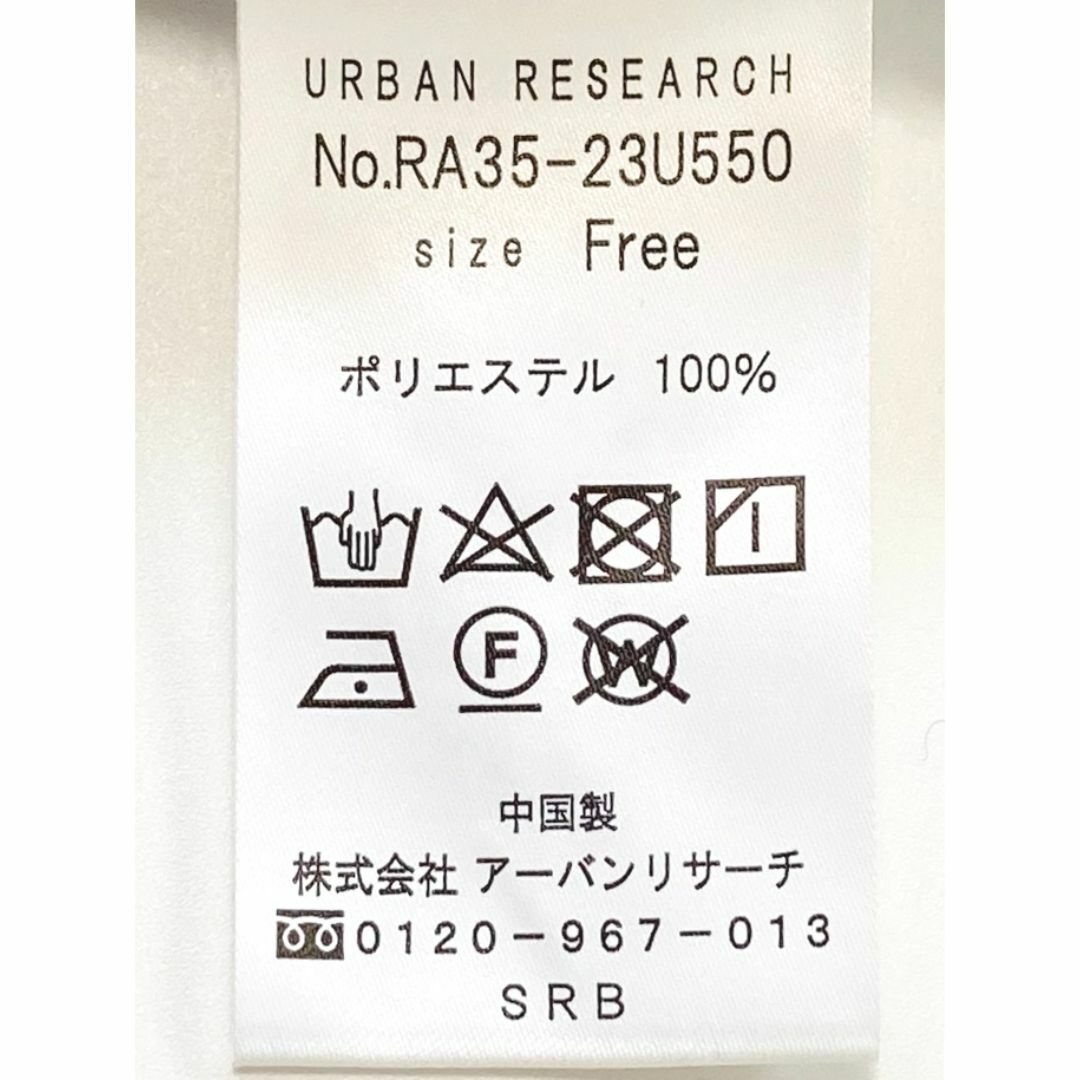 URBAN RESEARCH
No.RA35-23U550
size Free
ポリエステル 100%
F W
中国製
株式会社 アーバンリサーチ
0120-967-013
SRB